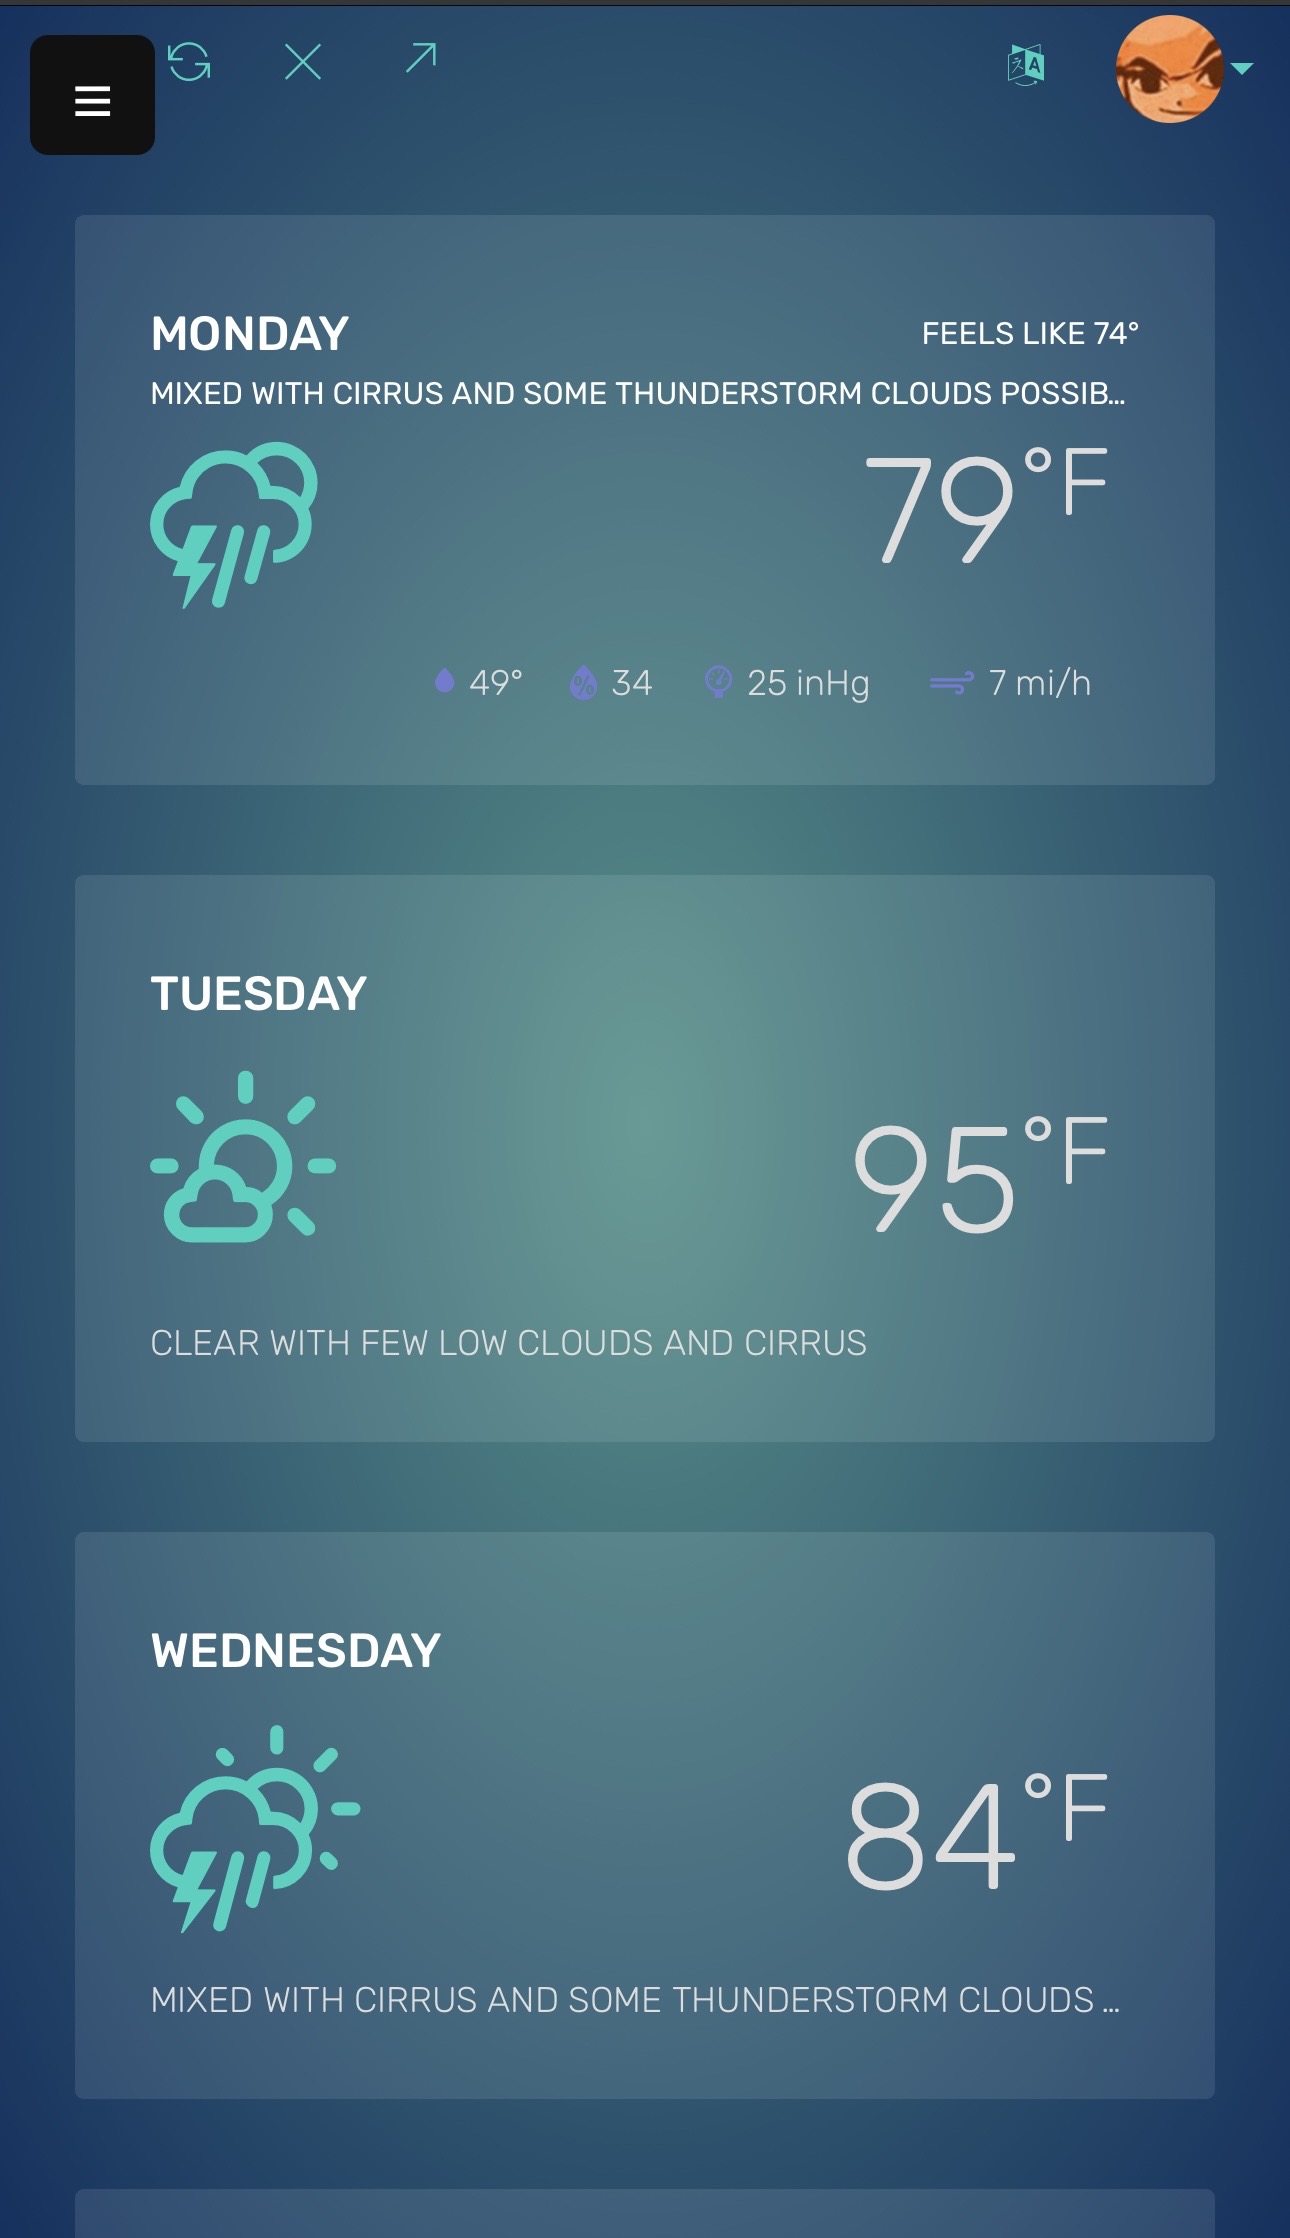 MONDAY
FEELS LIKE 74°
MIXED WITH CIRRUS AND SOME THUNDERSTORM CLOUDS POSSIB...
79°F
49° 34 25 inHg 7 mi/h
TUESDAY
95°F
CLEAR WITH FEW LOW CLOUDS AND CIRRUS
WEDNESDAY
84°F
MIXED WITH CIRRUS AND SOME THUNDERSTORM CLOUDS ...